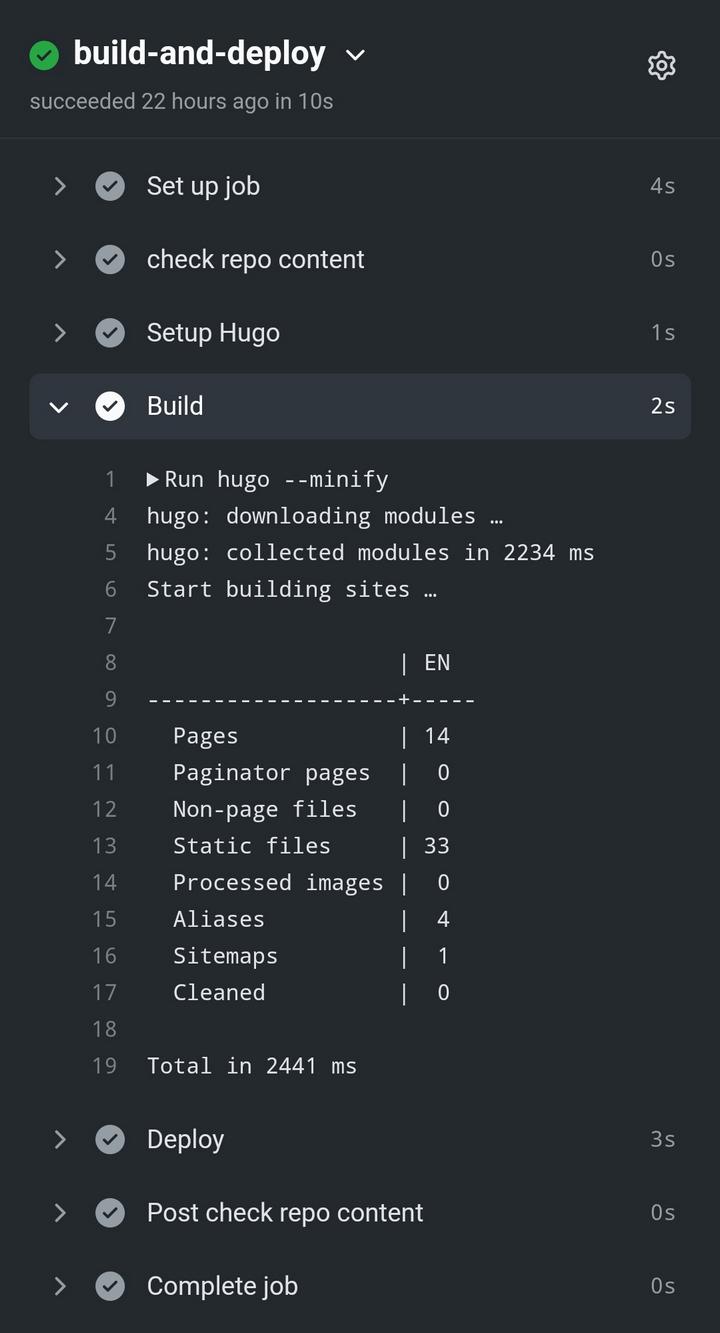 build-and-deploy
succeeded 22 hours ago in 10s
Set up job 4s
check repo content 0s
Setup Hugo 1s
Build 2s
1 ▶Run hugo --minify
4 hugo: downloading modules …
5 hugo: collected modules in 2234 ms
6 Start building sites …
7
8                    | EN
9 -------------------+-----
10   Pages            | 14
11   Paginator pages  |  0
12   Non-page files   |  0
13   Static files     | 33
14   Processed images |  0
15   Aliases          |  4
16   Sitemaps         |  1
17   Cleaned          |  0
18
19 Total in 2441 ms
Deploy 3s
Post check repo content 0s
Complete job 0s